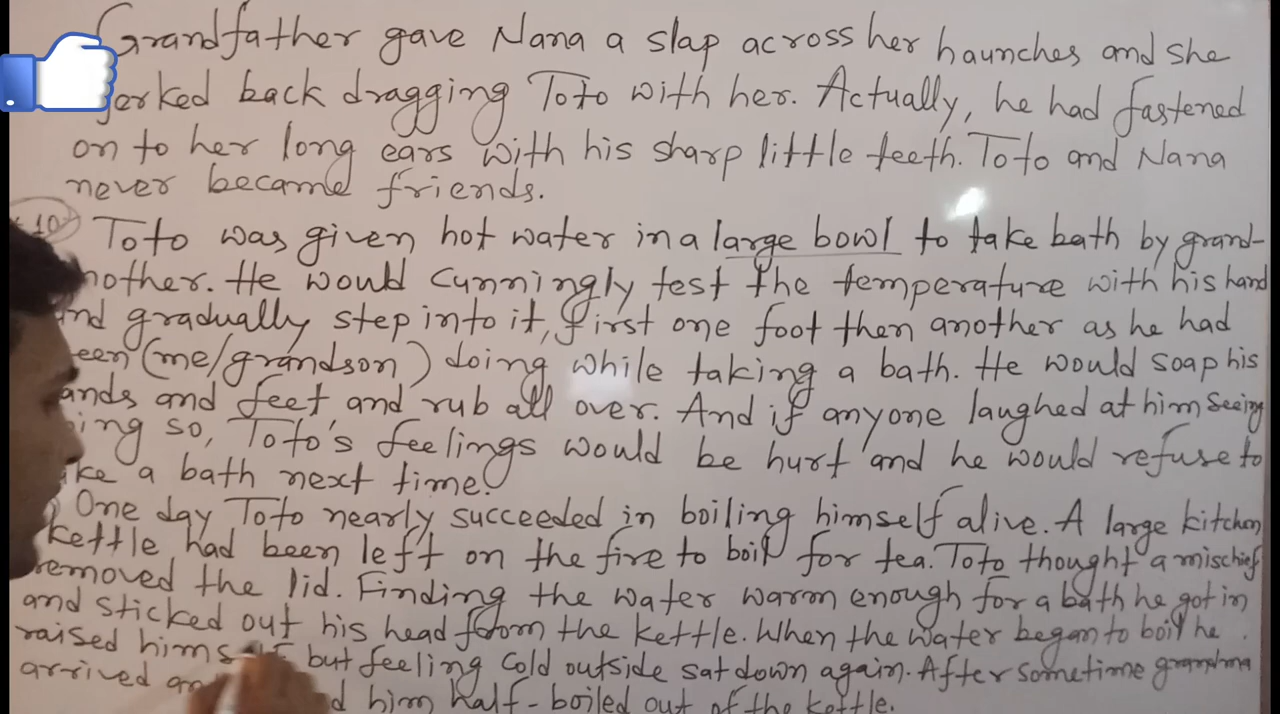 Grandfather gave Nana a slap across her haunches and she
jerked back dragging Toto with her. Actually, he had fastened
on to her long ears with his sharp little teeth. Toto and Nana
never became friends.
10 Toto was given hot water in a large bowl to take bath by grand-
mother. He would cunningly test the temperature with his hand
and gradually step into it, first one foot then another as he had
seen (me/grandson) doing while taking a bath. He would soap his
hands and feet and rub all over. And if anyone laughed at him seeing
so, Toto's feelings would be hurt and he would refuse to
take a bath next time.
One day Toto nearly succeeded in boiling himself alive. A large kitchen
kettle had been left on the fire to boil for tea. Toto thought a mischief
removed the lid. Finding the water warm enough for a bath he got in
and sticked out his head from the kettle. When the water began to boil he
raised himself but feeling cold outside sat down again. After sometime grandma
arrived him half-boiled out of the kettle.